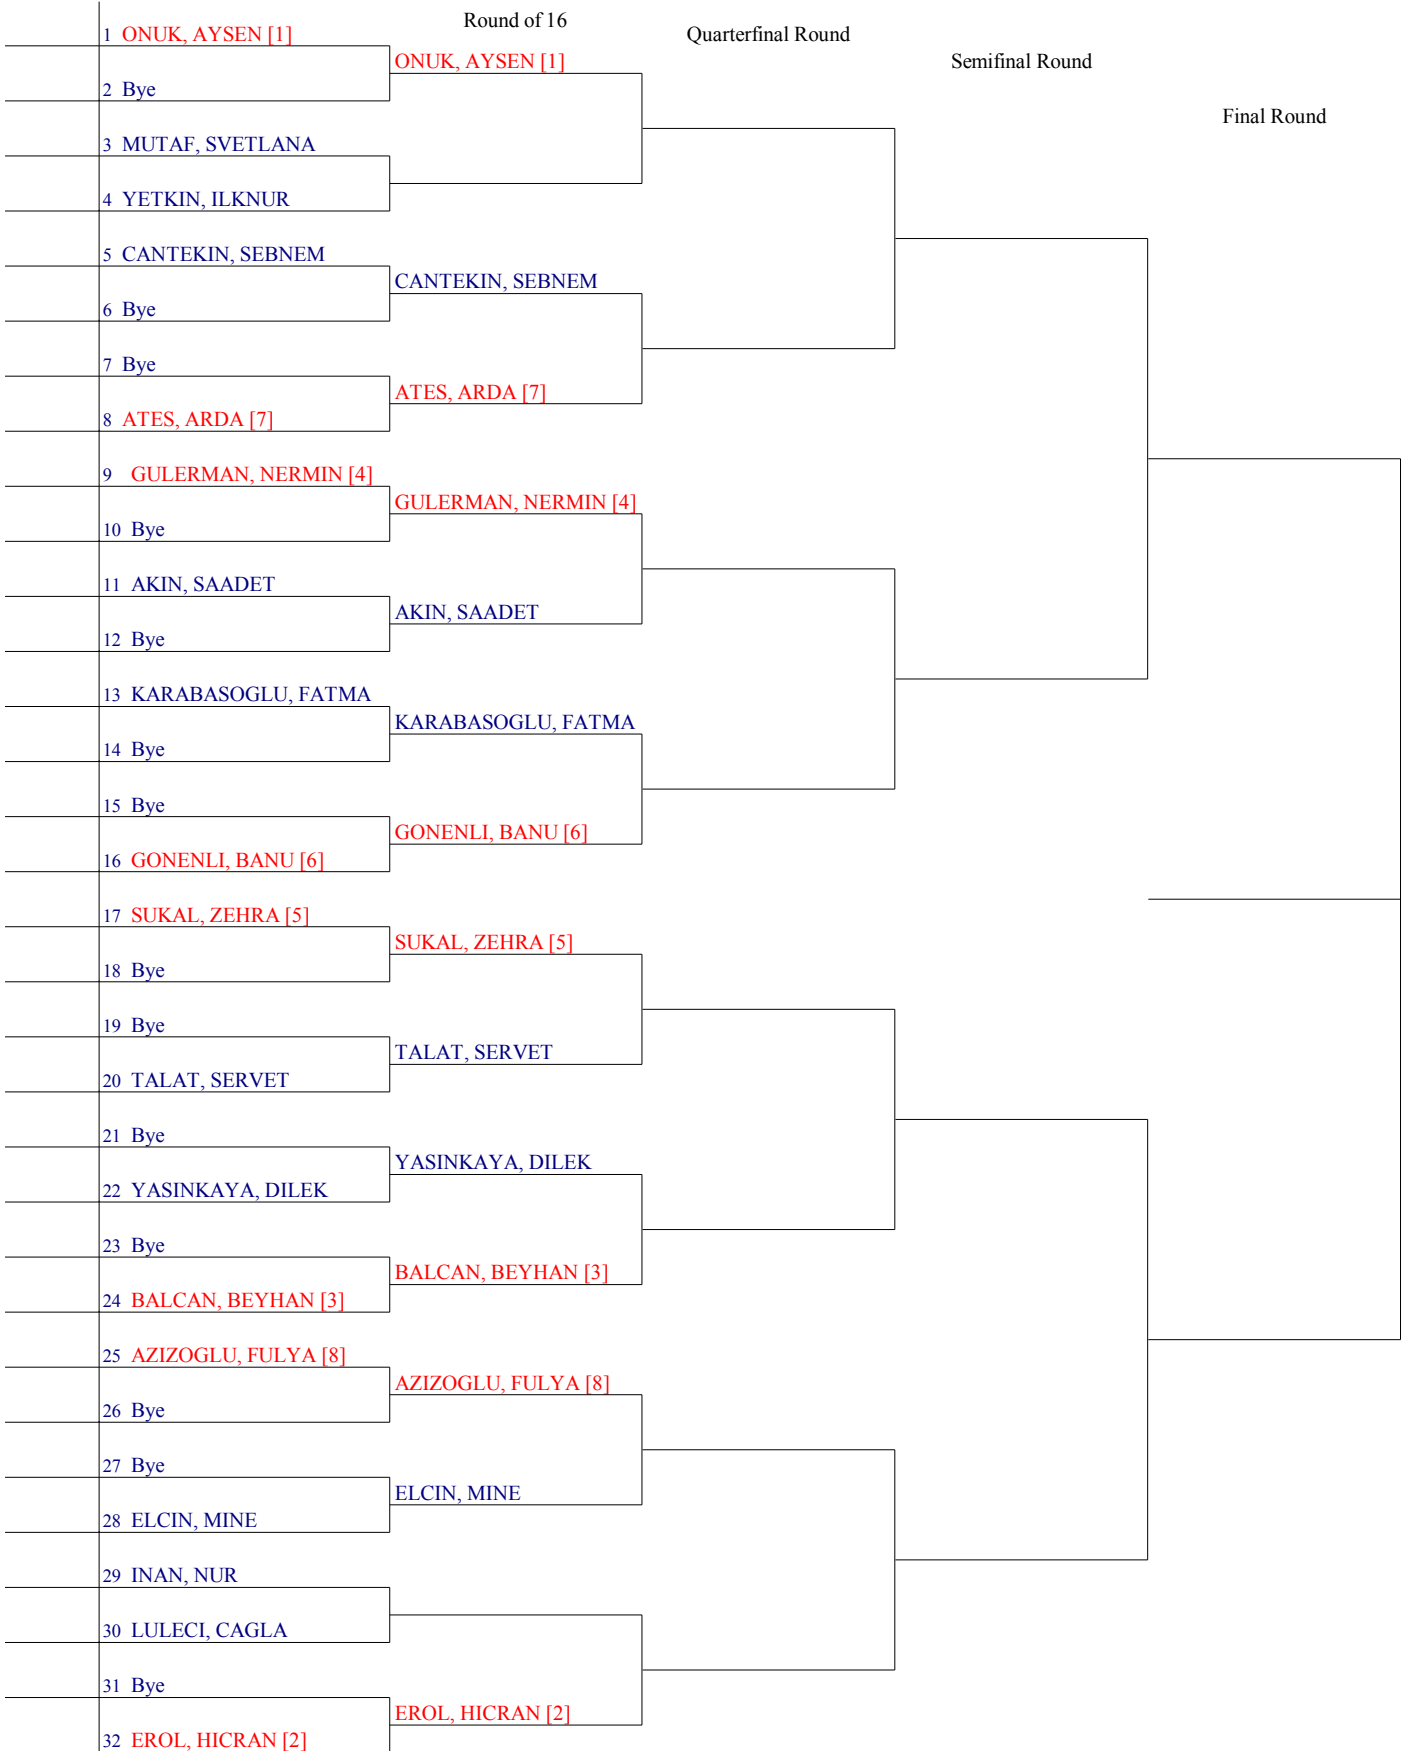 Round of 16
Quarterfinal Round
Semifinal Round
Final Round
1 ONUK, AYSEN [1]
ONUK, AYSEN [1]
2 Bye
3 MUTAF, SVETLANA
4 YETKIN, ILKNUR
5 CANTEKIN, SEBNEM
CANTEKIN, SEBNEM
6 Bye
7 Bye
ATES, ARDA [7]
8 ATES, ARDA [7]
9 GULERMAN, NERMIN [4]
GULERMAN, NERMIN [4]
10 Bye
11 AKIN, SAADET
AKIN, SAADET
12 Bye
13 KARABASOGLU, FATMA
KARABASOGLU, FATMA
14 Bye
15 Bye
GONENLI, BANU [6]
16 GONENLI, BANU [6]
17 SUKAL, ZEHRA [5]
SUKAL, ZEHRA [5]
18 Bye
19 Bye
TALAT, SERVET
20 TALAT, SERVET
21 Bye
YASINKAYA, DILEK
22 YASINKAYA, DILEK
23 Bye
BALCAN, BEYHAN [3]
24 BALCAN, BEYHAN [3]
25 AZIZOGLU, FULYA [8]
AZIZOGLU, FULYA [8]
26 Bye
27 Bye
ELCIN, MINE
28 ELCIN, MINE
29 INAN, NUR
30 LULECI, CAGLA
31 Bye
EROL, HICRAN [2]
32 EROL, HICRAN [2]